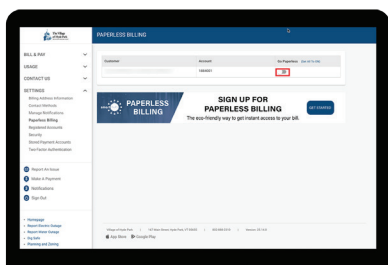 The Village
of Hyde Park
PAPERLESS BILLING
BILL & PAY
USAGE
CONTACT US
SETTINGS
Billing Address Information
Contact Methods
Manage Notifications
Paperless Billing
Registered Accounts
Security
Stored Payment Accounts
Two Factor Authentication
Report An Issue
Make A Payment
Notifications
Sign Out
Homepage
Report Electric Outage
Report Water Outage
Dig Safe
Planning and Zoning
Customer
Account
Go Paperless
PAPERLESS
BILLING
SIGN UP FOR
PAPERLESS BILLING
The eco-friendly way to get instant access to your bill.
GET STARTED
App Store
Google Play